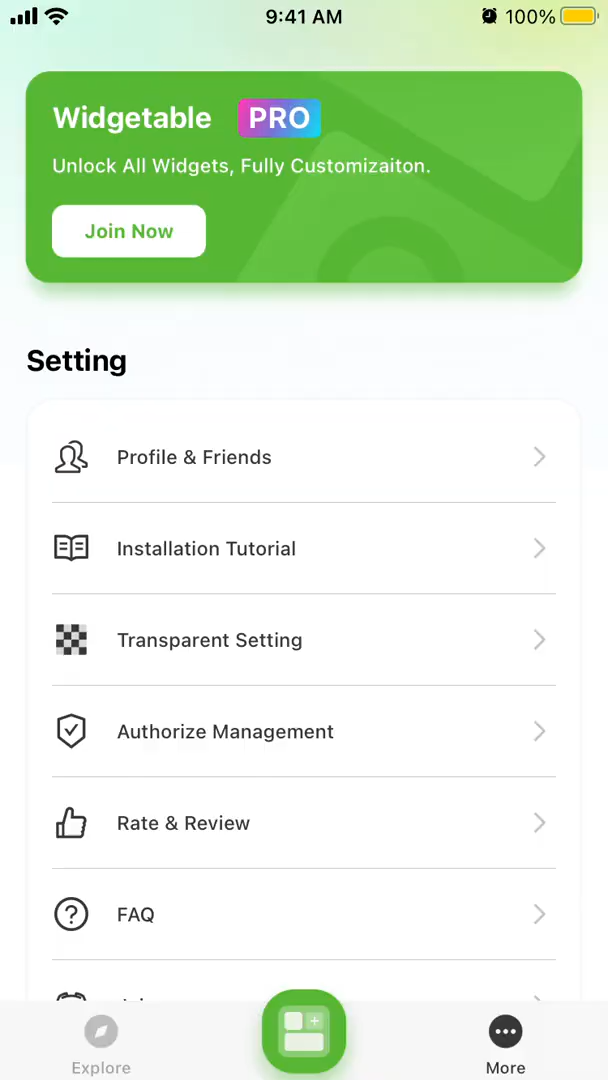 9:41 AM
100%
Widgetable PRO
Unlock All Widgets, Fully Customizaiton.
Join Now
Setting
Profile & Friends
Installation Tutorial
Transparent Setting
Authorize Management
Rate & Review
FAQ
Explore
More